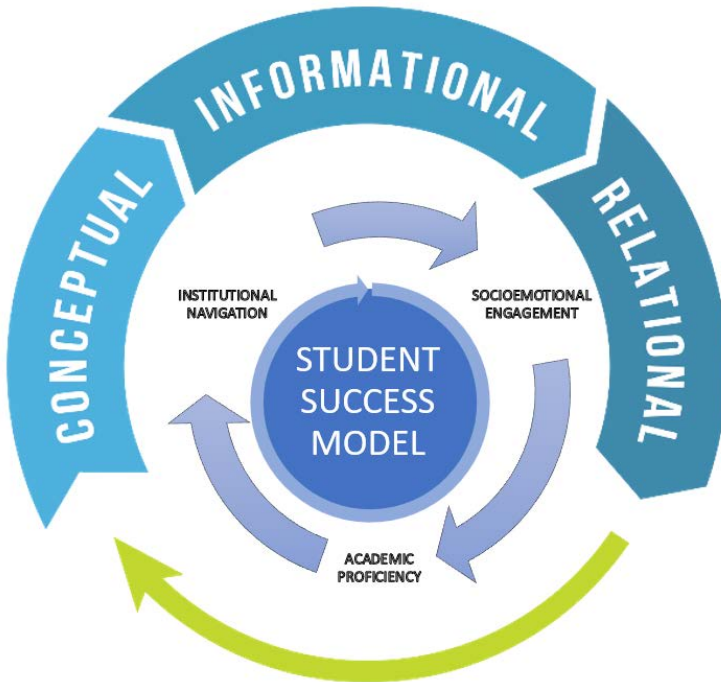 CONCEPTUAL
INFORMATIONAL
RELATIONAL
INSTITUTIONAL
NAVIGATION
SOCIOEMOTIONAL
ENGAGEMENT
STUDENT
SUCCESS
MODEL
ACADEMIC
PROFICIENCY